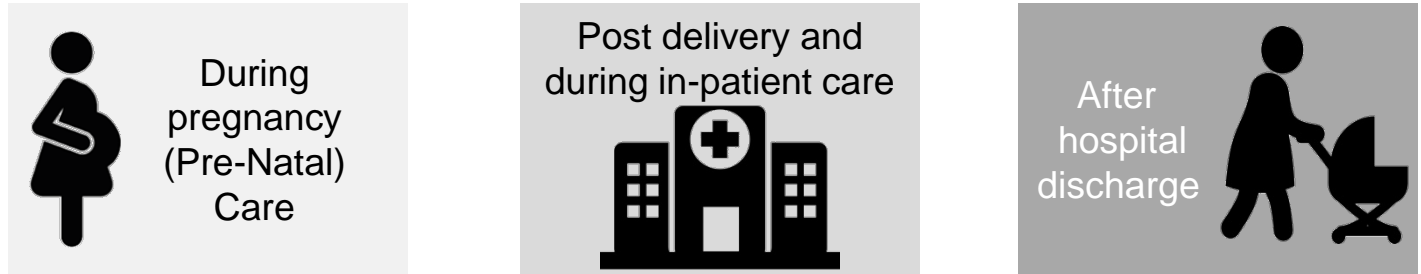 During
pregnancy
(Pre-Natal)
Care
Post delivery and
during in-patient care
After
hospital
discharge